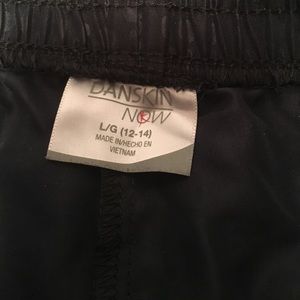 DANSKIN
NOW
L/G (12-14)
MADE IN/HECHO EN
VIETNAM